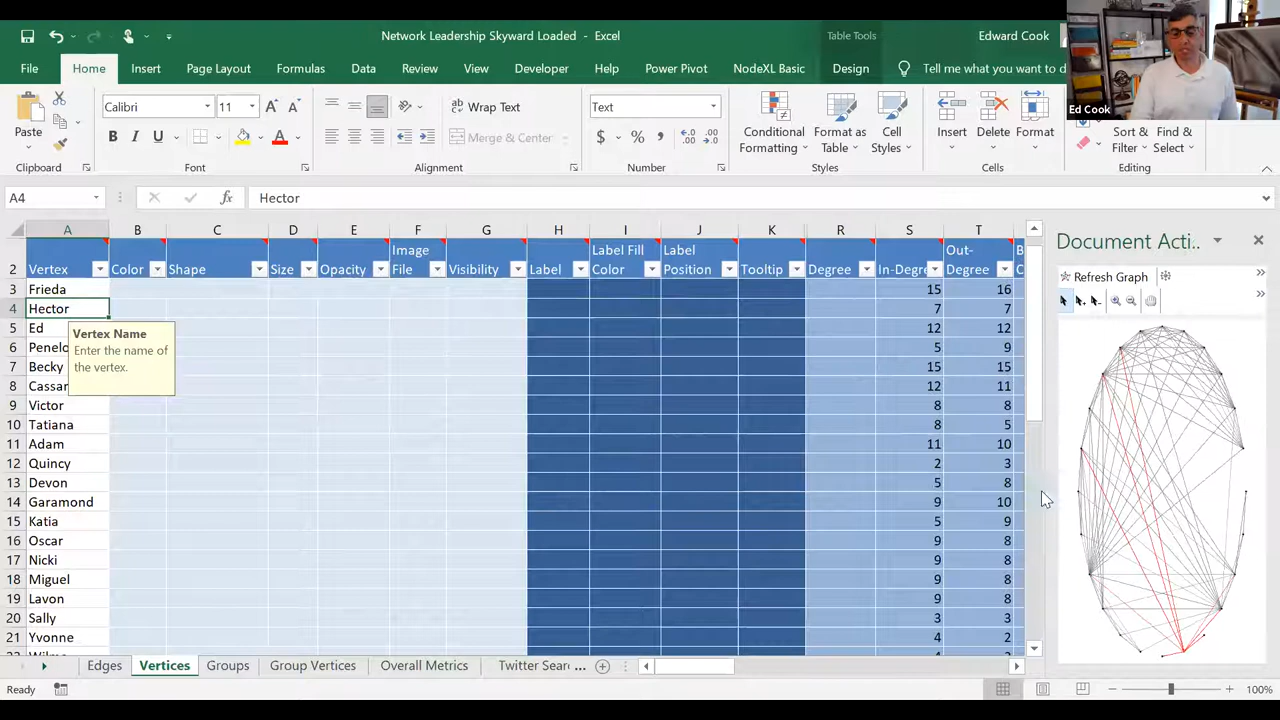 Network Leadership Skyward Loaded - Excel
Table Tools
Edward Cook
File Home Insert Page Layout Formulas Data Review View Developer Help Power Pivot NodeXL Basic Design Tell me what you want to d
Ed Cook
Calibri 11 Wrap Text Text
Paste B I U Merge & Center $ % Conditional Formatting Format as Table Cell Styles Insert Delete Format Sort & Filter Find & Select
Clipboard Font Alignment Number Styles Cells Editing
A4 fx Hector
A B C D E F G H I J K R S T
2 Vertex Color Shape Size Opacity Image File Visibility Label Label Fill Color Label Position Tooltip Degree In-Degre Out-Degree B C
3 Frieda 15 16
4 Hector 7 7
5 Ed 12 12
6 Penelo 5 9
7 Becky 15 15
8 Cassar 12 11
9 Victor 8 8
10 Tatiana 8 5
11 Adam 11 10
12 Quincy 2 3
13 Devon 5 8
14 Garamond 9 10
15 Katia 5 9
16 Oscar 9 8
17 Nicki 9 8
18 Miguel 9 8
19 Lavon 9 8
20 Sally 3 3
21 Yvonne 4 2
Vertex Name
Enter the name of
the vertex.
Document Acti..
Refresh Graph
Edges Vertices Groups Group Vertices Overall Metrics Twitter Sear ...
Ready 100%